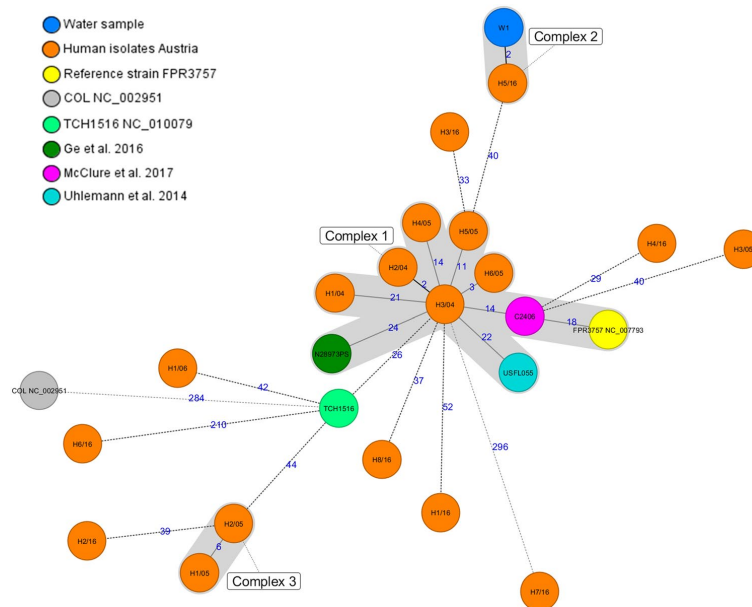 Water sample
Human isolates Austria
Reference strain FPR3757
COL NC_002951
TCH1516 NC_010079
Ge et al. 2016
McClure et al. 2017
Uhlemann et al. 2014
W1
2
Complex 2
H5/16
H3/16
40
33
H4/05
H5/05
Complex 1
H4/16
H3/05
H2/04
14
11
H6/05
29
40
2
3
H1/04
21
H3/04
14
C2406
18
FPR3757 NC_007793
24
22
N28973P0
26
USFL055
H1/06
42
37
COL NC_002951
284
TCH1516
52
210
H6/16
296
44
H8/16
H1/16
H2/05
39
H2/16
6
H1/05
Complex 3
H7/16